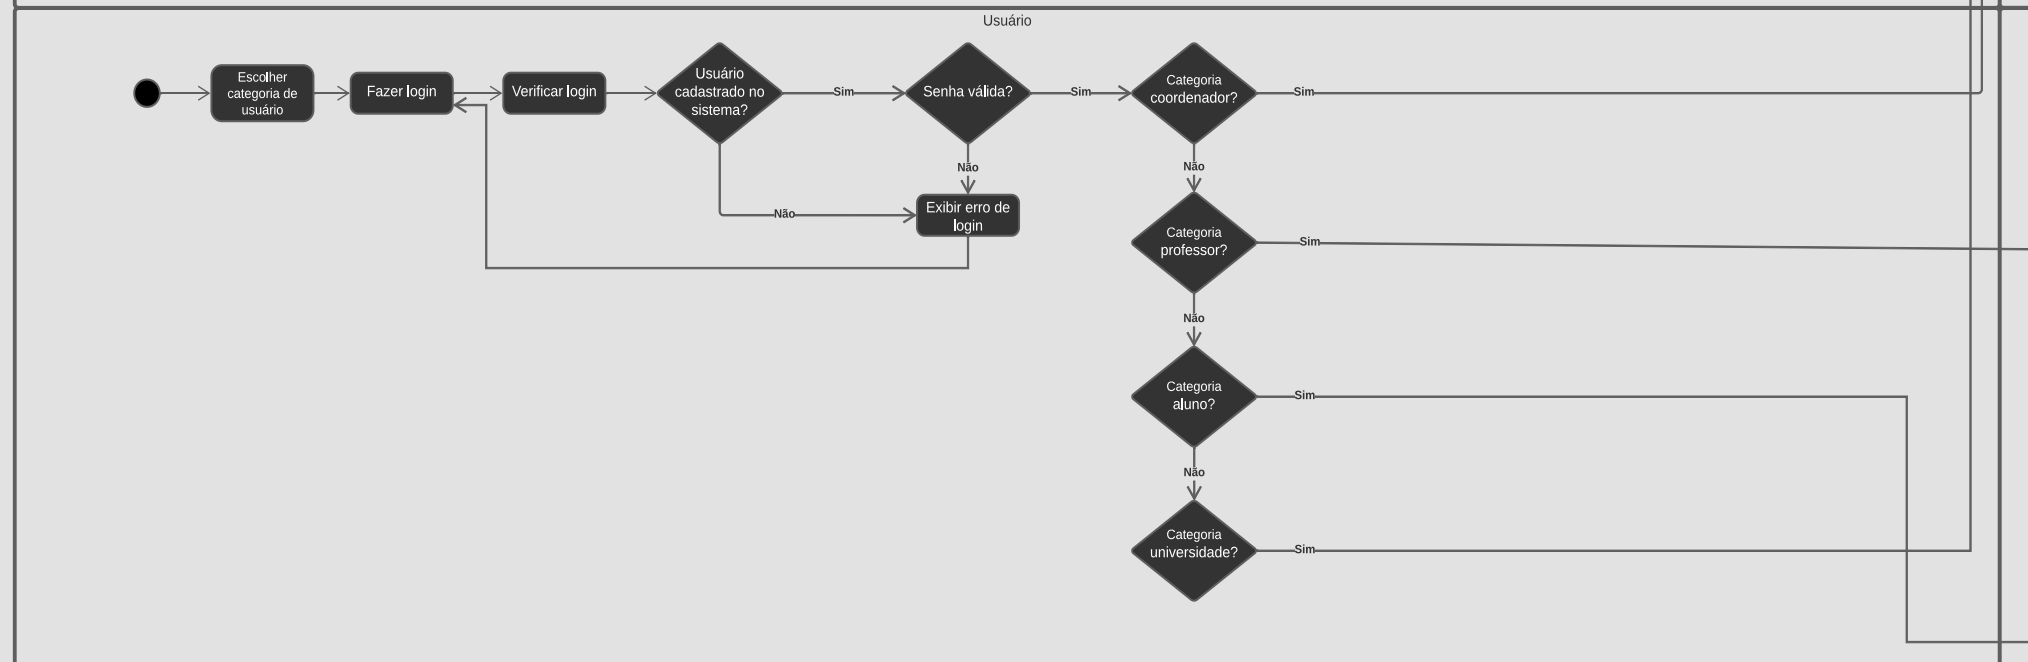 Usuário
Escolher
categoria de
usuário
Fazer login
Verificar login
Usuário
cadastrado no
sistema?
Sim
Senha válida?
Sim
Categoria
coordenador?
Sim
Não
Não
Não
Exibir erro de
login
Categoria
professor?
Sim
Não
Categoria
aluno?
Sim
Não
Categoria
universidade?
Sim